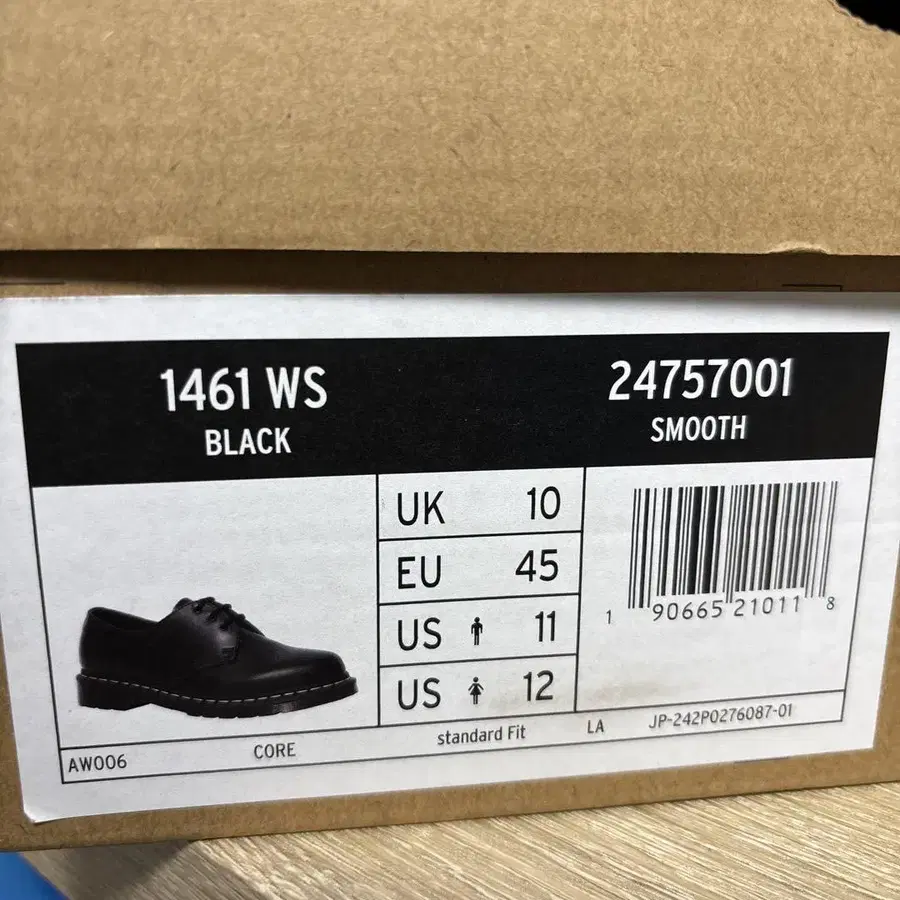 1461 WS
BLACK
24757001
SMOOTH
UK 10
EU 45
US 11
US 12
1 90665 21011 8
AW006 CORE standard Fit LA JP-242P0276087-01